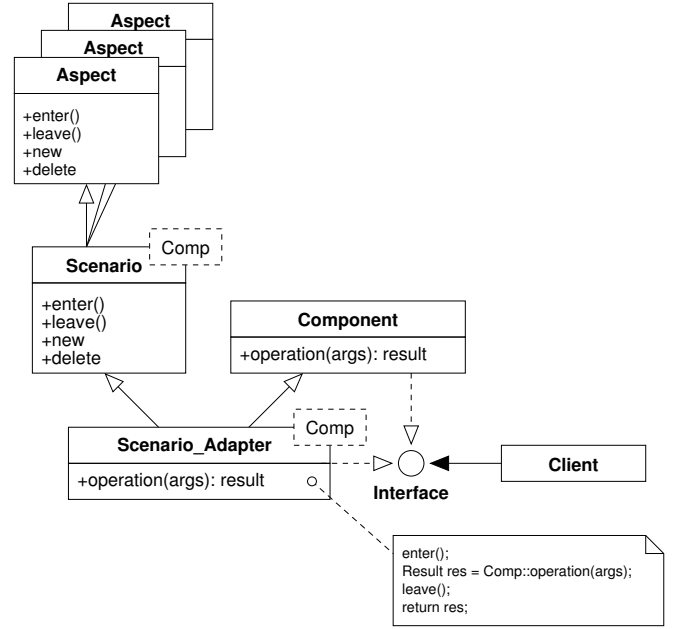 Aspect
Aspect
Aspect
+enter()
+leave()
+new
+delete
Comp
Scenario
+enter()
+leave()
+new
+delete
Component
+operation(args): result
Comp
Scenario_Adapter
+operation(args): result
Interface
Client
enter();
Result res = Comp::operation(args);
leave();
return res;